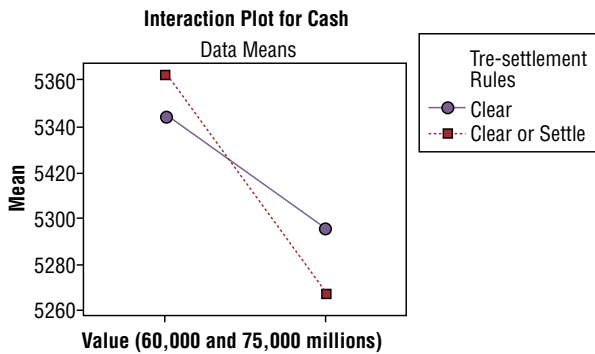 Interaction Plot for Cash
Data Means
Mean
5360
5340
5420
5300
5280
5260
Value (60,000 and 75,000 millions)
Tre-settlement
Rules
Clear
Clear or Settle